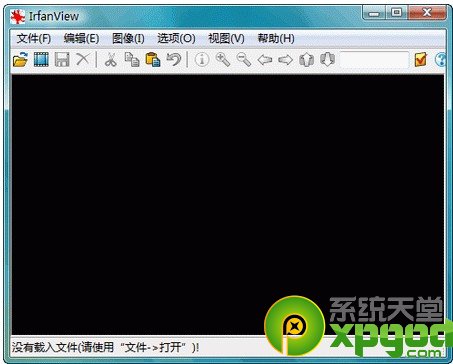 IrfanView
文件(F) 编辑(E) 图像(I) 选项(O) 视图(V) 帮助(H)
系统天堂
xpgod
.com
没有载入文件(请使用“文件->打开”)!